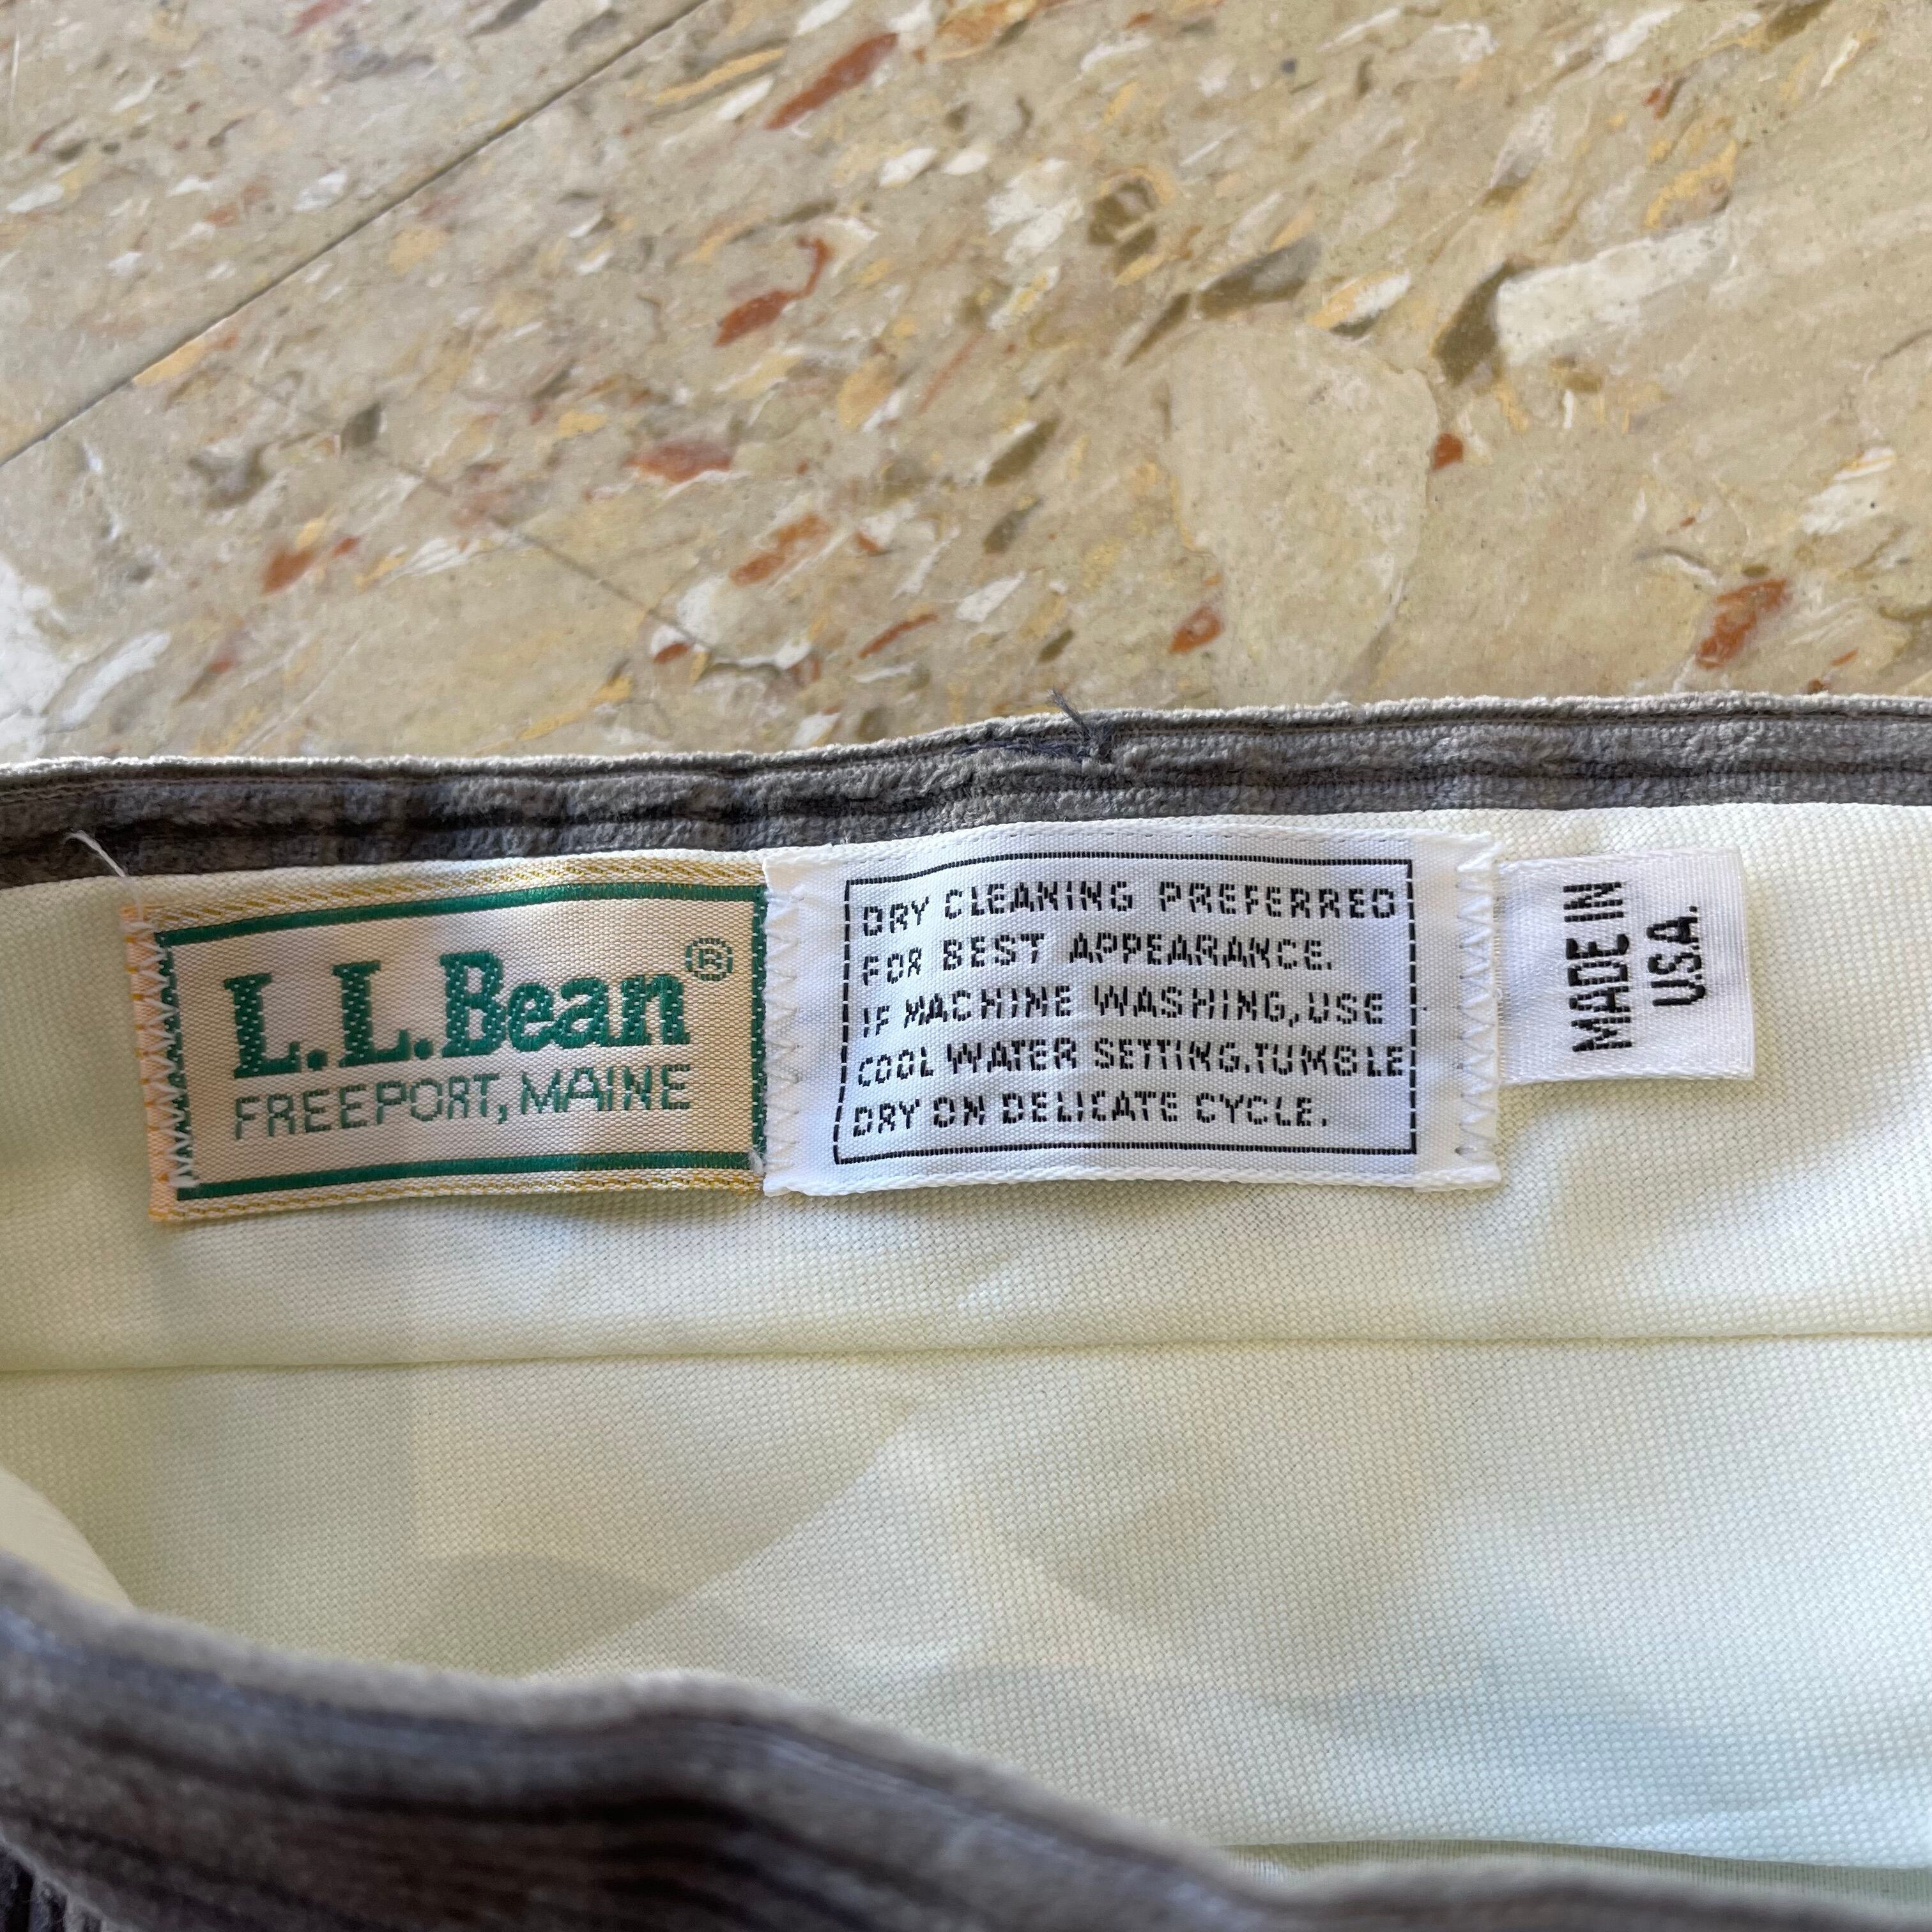 L.L.Bean®
FREEPORT, MAINE
DRY CLEANING PREFERRED
FOR BEST APPEARANCE.
IF MACHINE WASHING, USE
COOL WATER SETTING. TUMBLE
DRY ON DELICATE CYCLE.
MADE IN
U.S.A.